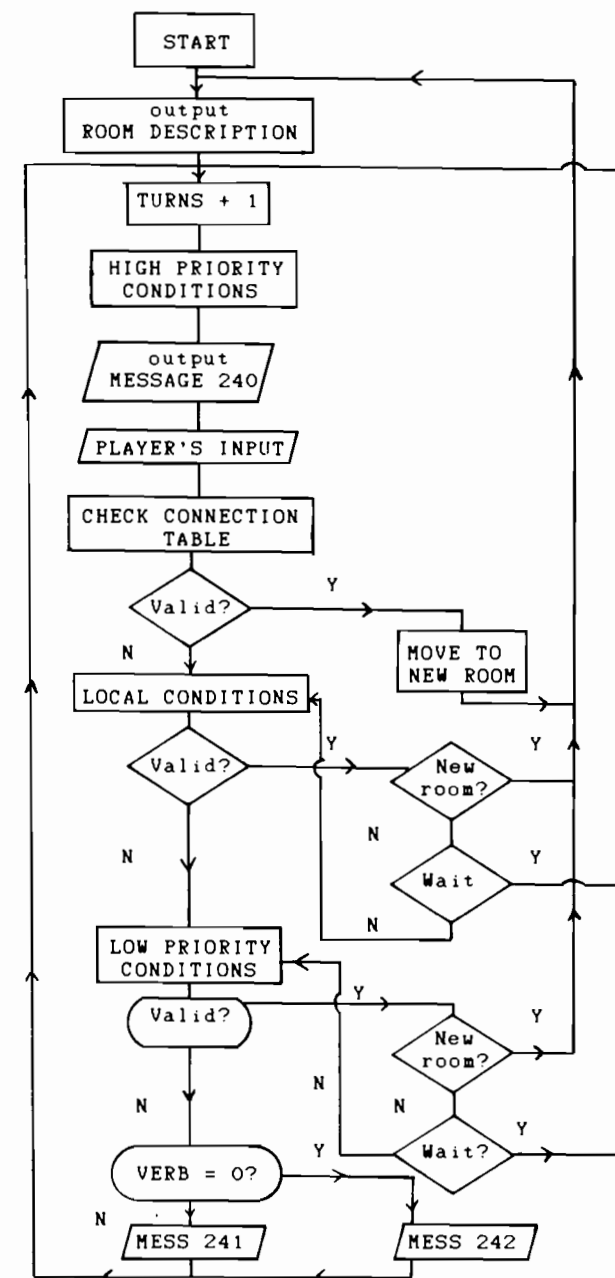 START
output
ROOM DESCRIPTION
TURNS + 1
HIGH PRIORITY
CONDITIONS
output
MESSAGE 240
PLAYER'S INPUT
CHECK CONNECTION
TABLE
Valid?
Y
N
MOVE TO
NEW ROOM
LOCAL CONDITIONS
Valid?
Y
New
room?
Y
N
N
Wait
Y
N
LOW PRIORITY
CONDITIONS
Valid?
Y
New
room?
Y
N
N
N
Wait?
Y
VERB = 0?
Y
N
MESS 241
MESS 242